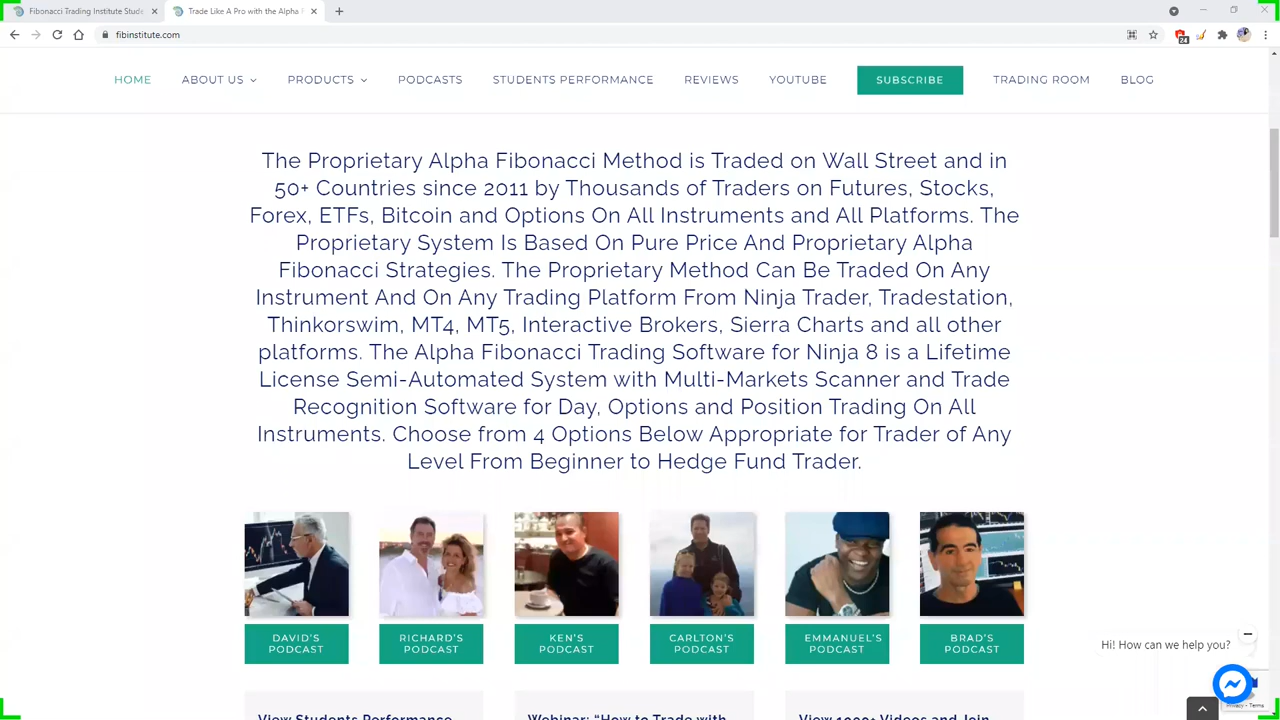 Fibonacci Trading Institute Stude
Trade Like A Pro with the Alpha F
fibinstitute.com
24
HOME
ABOUT US
PRODUCTS
PODCASTS
STUDENTS PERFORMANCE
REVIEWS
YOUTUBE
SUBSCRIBE
TRADING ROOM
BLOG
The Proprietary Alpha Fibonacci Method is Traded on Wall Street and in
50+ Countries since 2011 by Thousands of Traders on Futures, Stocks,
Forex, ETFs, Bitcoin and Options On All Instruments and All Platforms. The
Proprietary System Is Based On Pure Price And Proprietary Alpha
Fibonacci Strategies. The Proprietary Method Can Be Traded On Any
Instrument And On Any Trading Platform From Ninja Trader, Tradestation,
Thinkorswim, MT4, MT5, Interactive Brokers, Sierra Charts and all other
platforms. The Alpha Fibonacci Trading Software for Ninja 8 is a Lifetime
License Semi-Automated System with Multi-Markets Scanner and Trade
Recognition Software for Day, Options and Position Trading On All
Instruments. Choose from 4 Options Below Appropriate for Trader of Any
Level From Beginner to Hedge Fund Trader.
DAVID'S
PODCAST
RICHARD'S
PODCAST
KEN'S
PODCAST
CARLTON'S
PODCAST
EMMANUEL'S
PODCAST
BRAD'S
PODCAST
Hi! How can we help you?
Privacy - Terms
View Students Performance
Webinar: "How to Trade with
View 1000+ Videos and Join